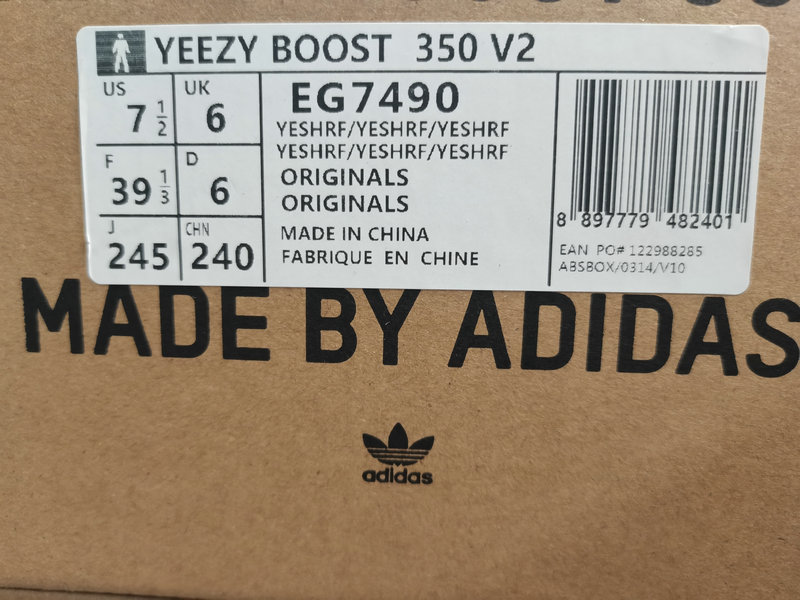 YEEZY BOOST 350 V2
US 7 1/2
UK 6
F 39 1/3
D 6
J 245
CHN 240
EG7490
YESHRF/YESHRF/YESHRF
YESHRF/YESHRF/YESHRF
ORIGINALS
ORIGINALS
MADE IN CHINA
FABRIQUE EN CHINE
8 897779 482401
EAN PO# 122988285
ABSBOX/0314/V10
MADE BY ADIDAS
adidas